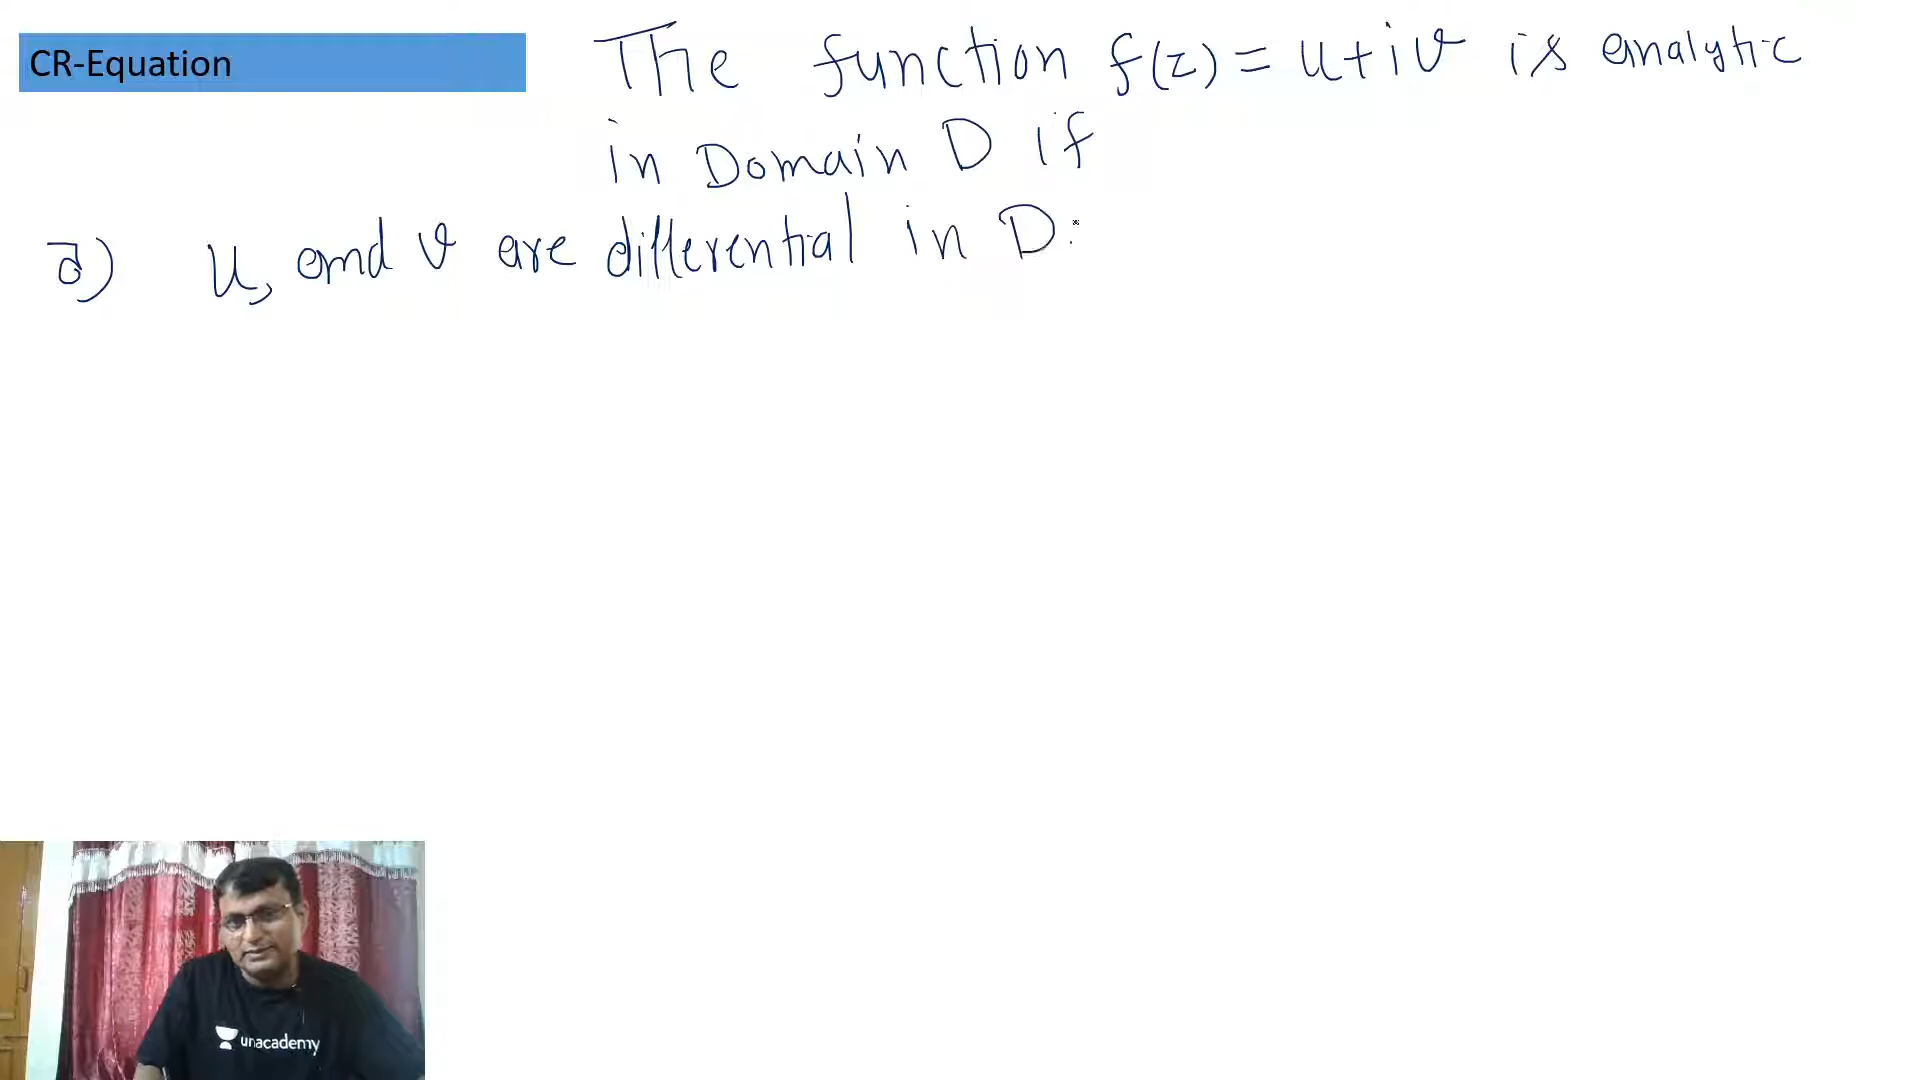 CR-Equation
The function f(z) = u+iv is analytic
in Domain D if
a) u, and v are differential in D.
unacademy